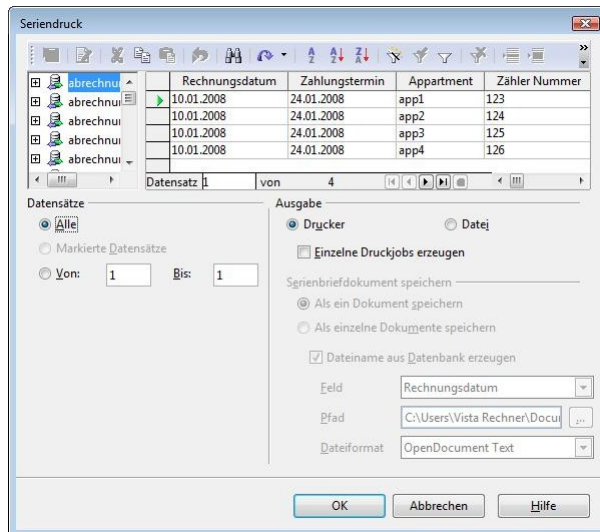 Seriendruck
abrechnu
abrechnu
abrechnu
abrechnu
abrechnu
Rechnungsdatum Zahlungstermin Appartment Zähler Nummer
10.01.2008 24.01.2008 app1 123
10.01.2008 24.01.2008 app2 124
10.01.2008 24.01.2008 app3 125
10.01.2008 24.01.2008 app4 126
Datensatz 1 von 4
Datensätze
Alle
Markierte Datensätze
Von: 1 Bis: 1
Ausgabe
Drucker Datei
Einzelne Druckjobs erzeugen
Serienbriefdokument speichern
Als ein Dokument speichern
Als einzelne Dokumente speichern
Dateiname aus Datenbank erzeugen
Feld Rechnungsdatum
Pfad C:\Users\Vista Rechner\Docu ...
Dateiformat OpenDocument Text
OK Abbrechen Hilfe